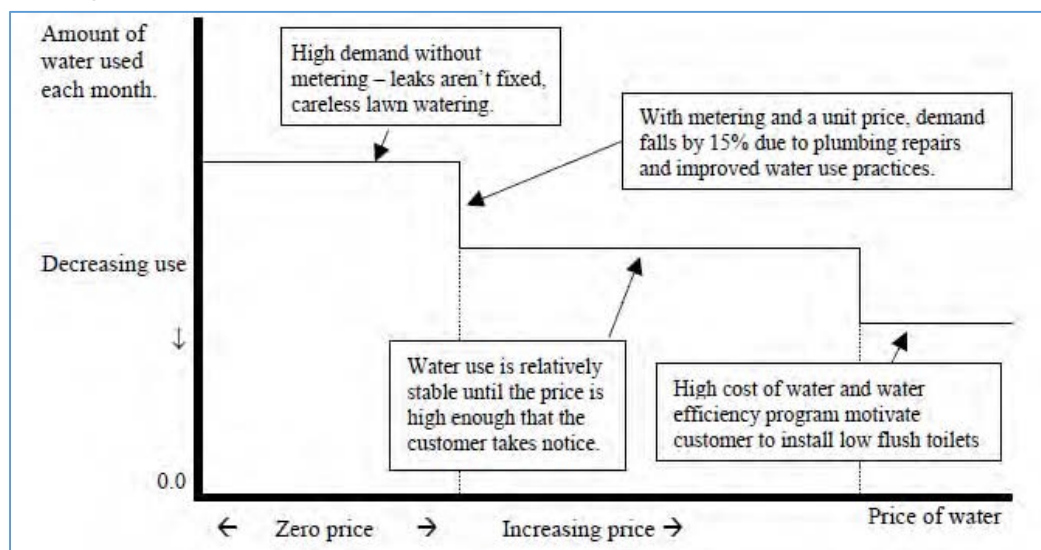 Amount of
water used
each month.
High demand without
metering – leaks aren't fixed,
careless lawn watering.
With metering and a unit price, demand
falls by 15% due to plumbing repairs
and improved water use practices.
Decreasing use
↓
Water use is relatively
stable until the price is
high enough that the
customer takes notice.
High cost of water and water
efficiency program motivate
customer to install low flush toilets
0.0
← Zero price →
Increasing price →
Price of water